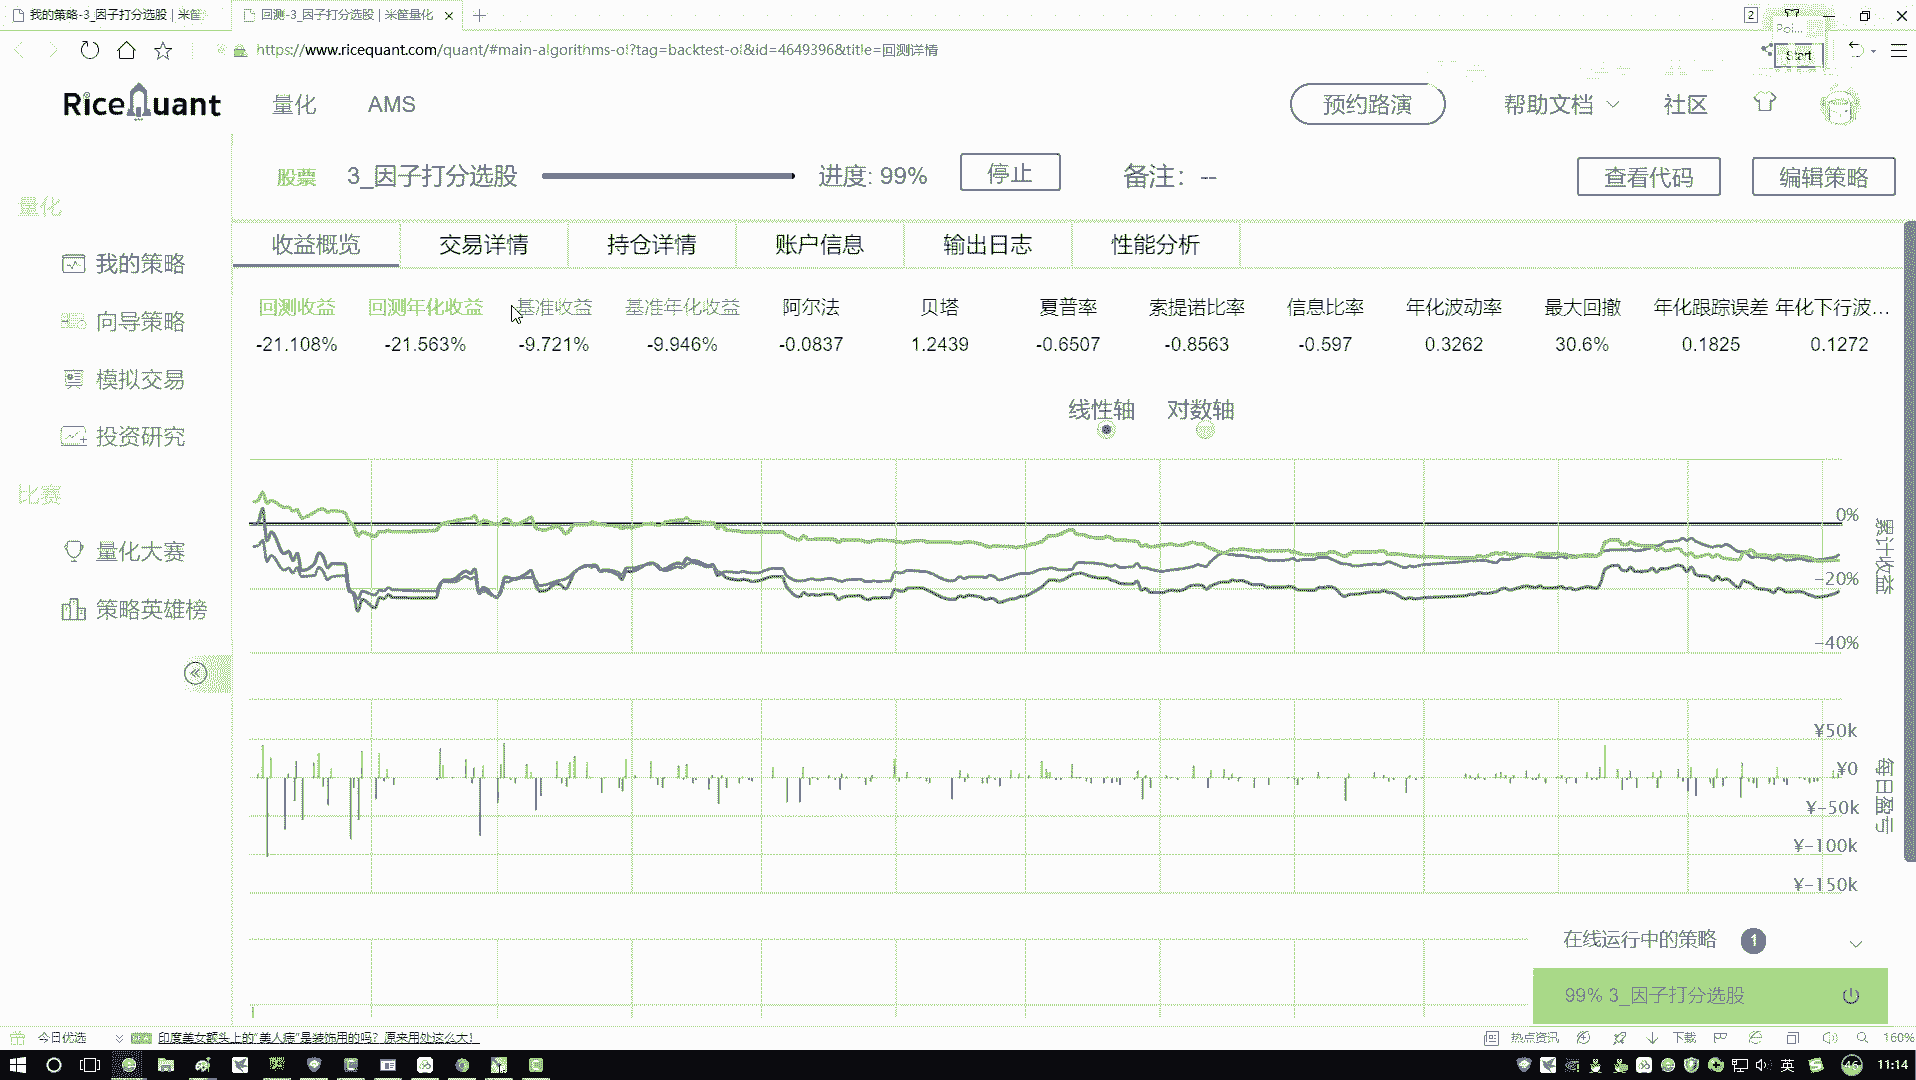 我的策略-3_因子打分选股 | 米筐
回测-3_因子打分选股 | 米筐量化
2
https://www.ricequant.com/quant/#main-algorithms-ol?tag=backtest-ol&id=4649396&title=回测详情
Start
RiceQuant
量化
AMS
预约路演
帮助文档
社区
股票
3_因子打分选股
进度: 99%
停止
备注: --
查看代码
编辑策略
量化
我的策略
向导策略
模拟交易
投资研究
比赛
量化大赛
策略英雄榜
收益概览
交易详情
持仓详情
账户信息
输出日志
性能分析
回测收益 回测年化收益 基准收益 基准年化收益 阿尔法 贝塔 夏普率 索提诺比率 信息比率 年化波动率 最大回撤 年化跟踪误差 年化下行波...
-21.108% -21.563% -9.721% -9.946% -0.0837 1.2439 -0.6507 -0.8563 -0.597 0.3262 30.6% 0.1825 0.1272
线性轴 对数轴
0%
-20%
-40%
累计收益
¥50k
¥0
¥-50k
¥-100k
¥-150k
每日盈亏
在线运行中的策略 1
99% 3_因子打分选股
今日优选
印度美女额头上的"美人痣"是装饰用的吗? 原来用处这么大!
热点资讯
下载
160%
英
46
11:14